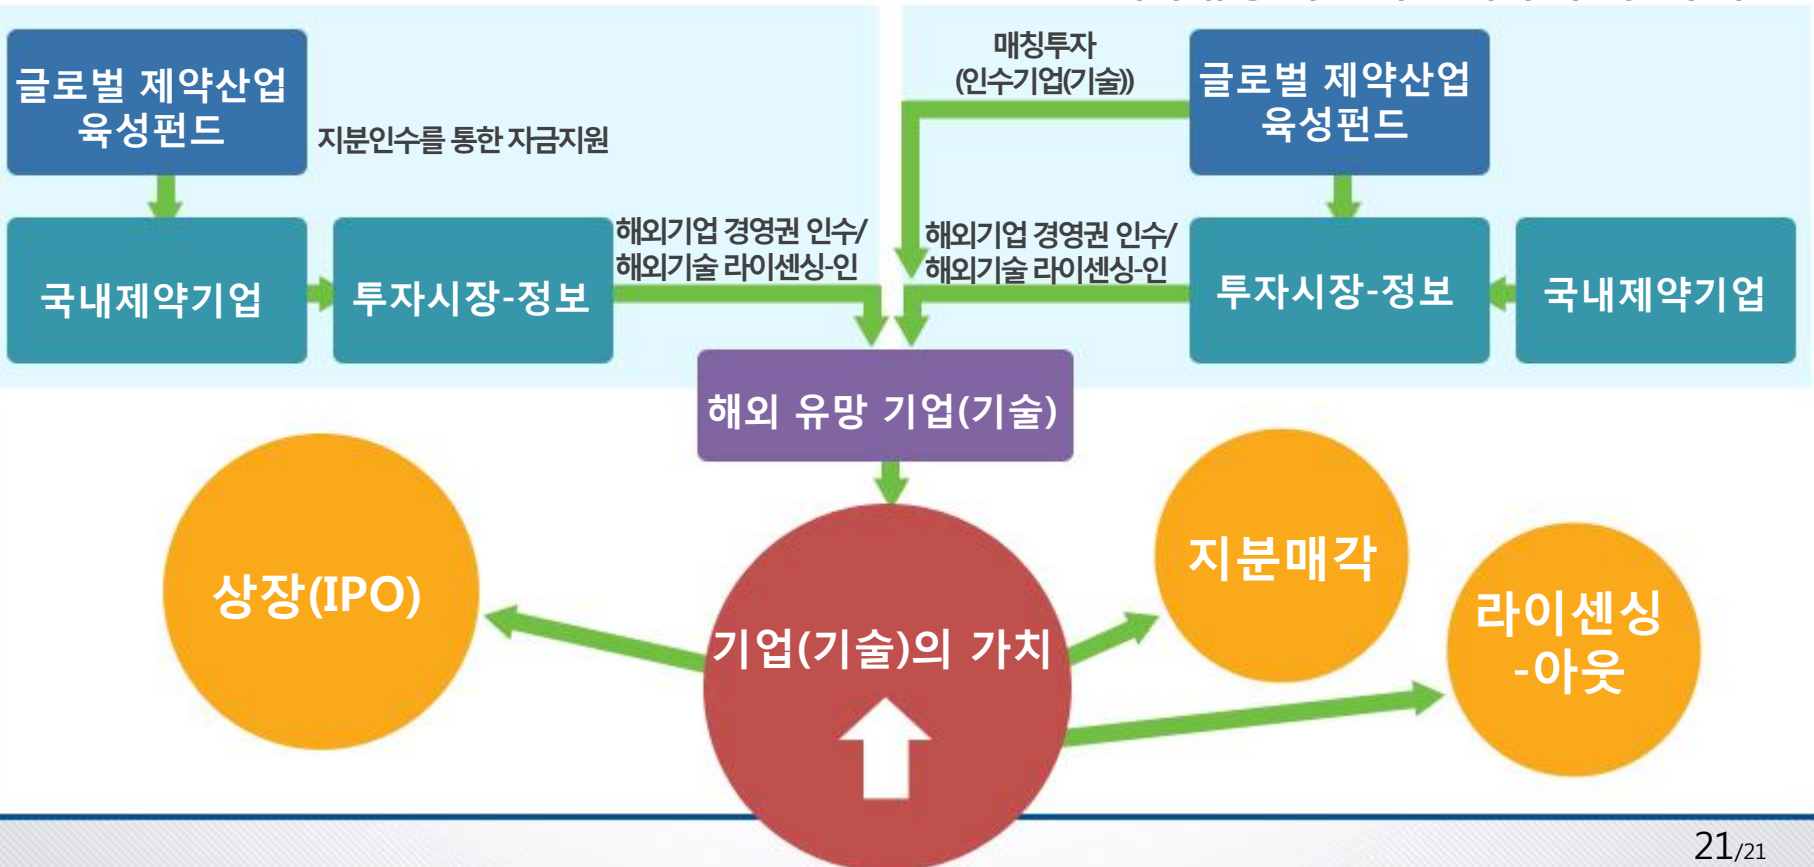 글로벌 제약산업
육성펀드
지분인수를 통한 자금지원
국내제약기업
투자시장-정보
해외기업 경영권 인수/
해외기술 라이센싱-인
매칭투자
(인수기업(기술))
글로벌 제약산업
육성펀드
해외기업 경영권 인수/
해외기술 라이센싱-인
투자시장-정보
국내제약기업
해외 유망 기업(기술)
상장(IPO)
기업(기술)의 가치
지분매각
라이센싱
-아웃
21/21